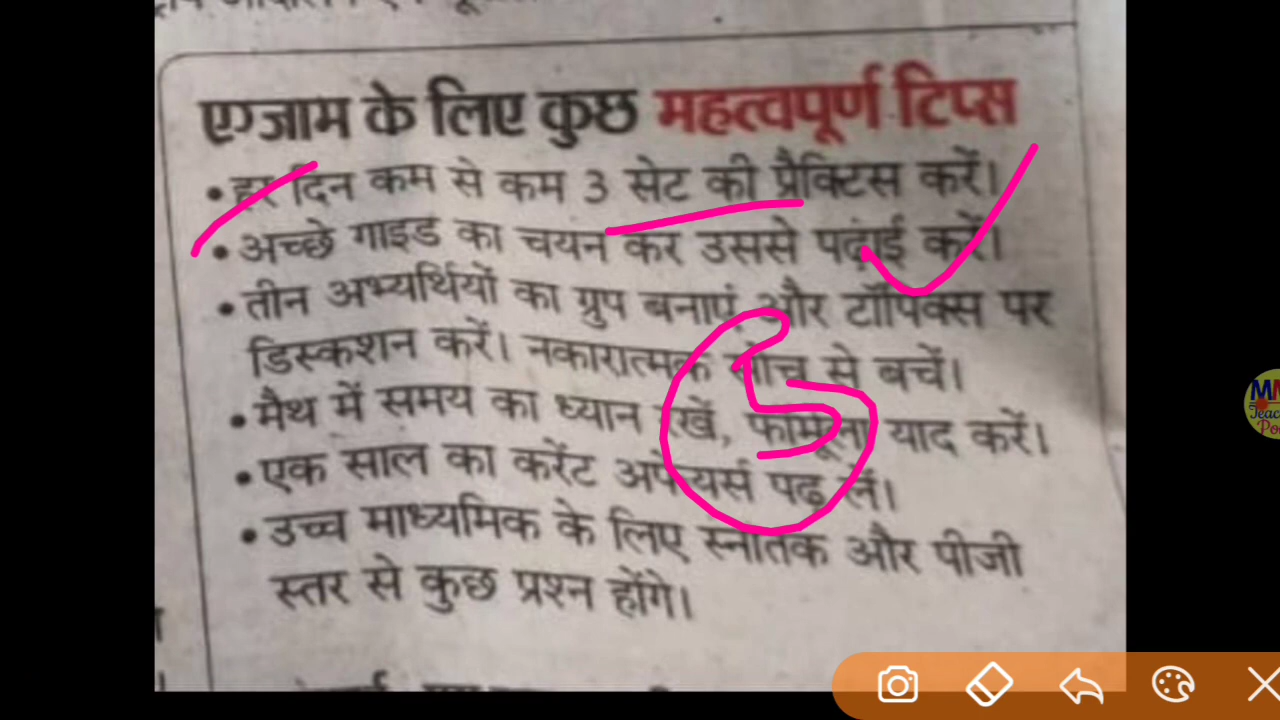 एग्जाम के लिए कुछ महत्वपूर्ण टिप्स
• हर दिन कम से कम 3 सेट की प्रैक्टिस करें।
• अच्छे गाइड का चयन कर उससे पढ़ाई करें।
• तीन अभ्यर्थियों का ग्रुप बनाएं और टॉपिक्स पर
डिस्कशन करें। नकारात्मक सोच से बचें।
• मैथ में समय का ध्यान रखें, फार्मूला याद करें।
• एक साल का करेंट अफेयर्स पढ़ लें।
• उच्च माध्यमिक के लिए स्नातक और पीजी
स्तर से कुछ प्रश्न होंगे।
5